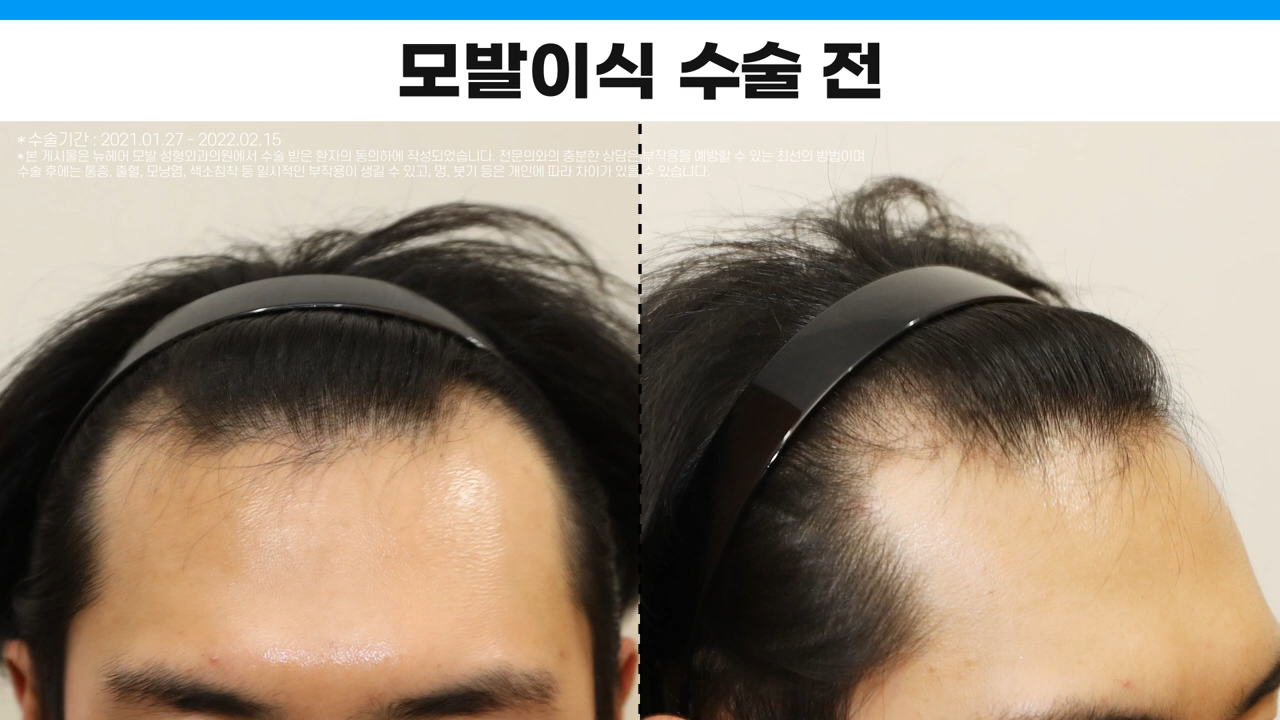 모발이식 수술 전
*수술기간 : 2021.01.27 - 2022.02.15
*본 게시물은 뉴헤어 모발 성형외과의원에서 수술 받은 환자의 동의하에 작성되었습니다. 전문의와의 충분한 상담은 부작용을 예방할 수 있는 최선의 방법이며
수술 후에는 통증, 출혈, 모낭염, 색소침착 등 일시적인 부작용이 생길 수 있고, 멍, 붓기 등은 개인에 따라 차이가 있을 수 있습니다.